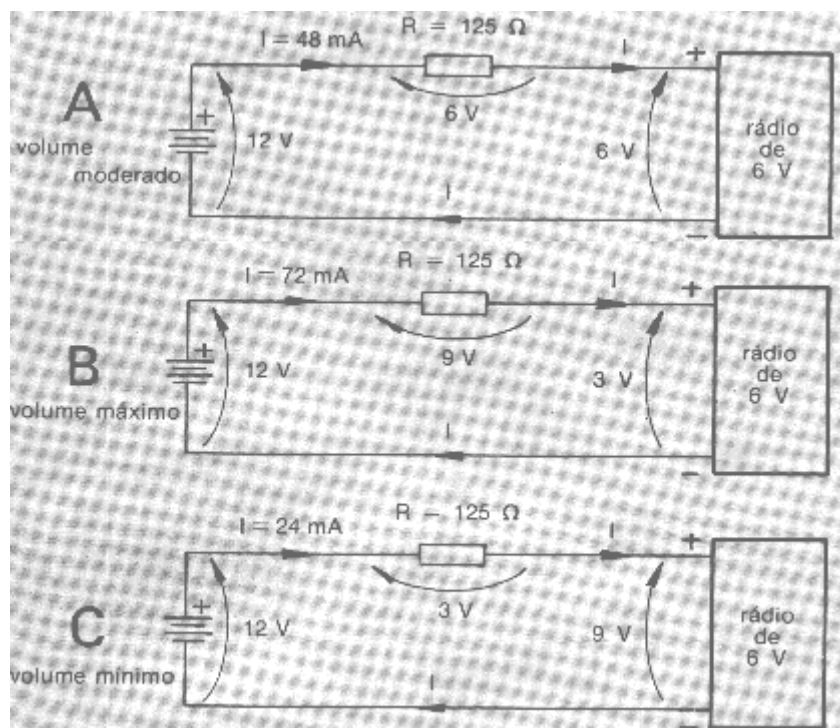 I = 48 mA
R = 125 Ω
I
+
A
+
12 V
6 V
6 V
rádio
de
6 V
volume
moderado
I
−
I = 72 mA
R = 125 Ω
I
+
B
+
12 V
9 V
3 V
rádio
de
6 V
volume máximo
I
−
I = 24 mA
R − 125 Ω
I
+
C
+
12 V
3 V
9 V
rádio
de
6 V
volume mínimo
I
−